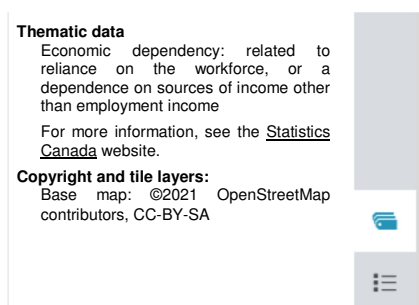 Thematic data
Economic dependency: related to
reliance on the workforce, or a
dependence on sources of income other
than employment income
For more information, see the Statistics
Canada website.
Copyright and tile layers:
Base map: ©2021 OpenStreetMap
contributors, CC-BY-SA